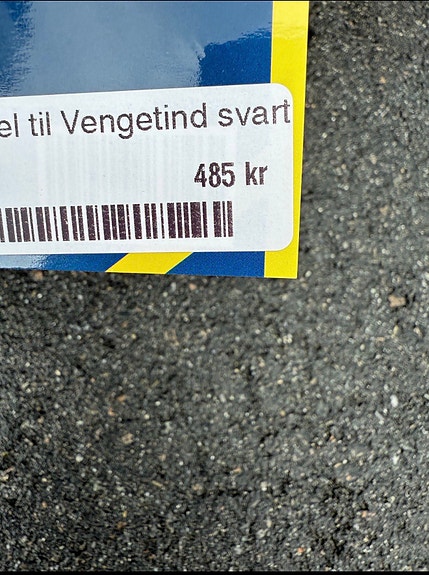 el til Vengetind svart
485 kr